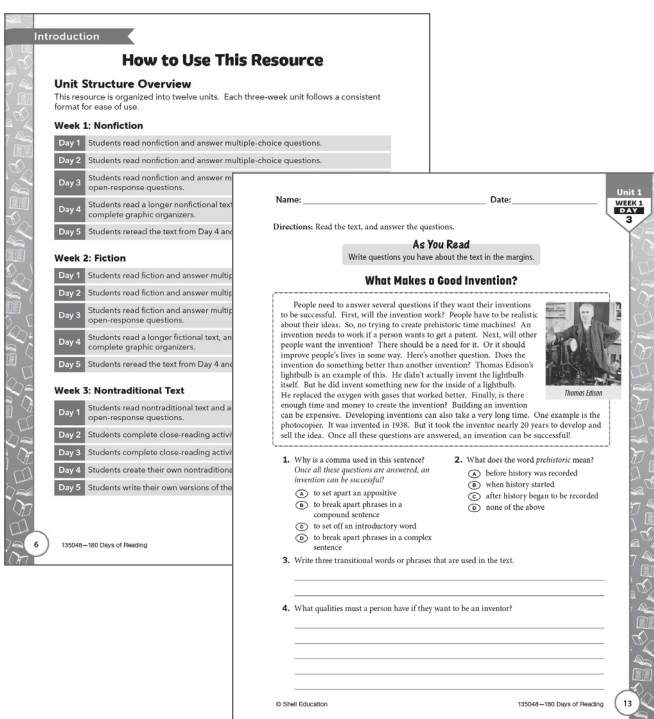 Introduction
How to Use This Resource
Unit Structure Overview
This resource is organized into twelve units. Each three-week unit follows a consistent
format for ease of use.
Week 1: Nonfiction
Day 1 Students read nonfiction and answer multiple-choice questions.
Day 2 Students read nonfiction and answer multiple-choice questions.
Day 3 Students read nonfiction and answer m
open-response questions.
Day 4 Students read a longer nonfictional text
complete graphic organizers.
Day 5 Students reread the text from Day 4 and
Week 2: Fiction
Day 1 Students read fiction and answer multip
Day 2 Students read fiction and answer multip
Day 3 Students read fiction and answer multip
open-response questions.
Day 4 Students read a longer fictional text, an
complete graphic organizers.
Day 5 Students reread the text from Day 4 and
Week 3: Nontraditional Text
Day 1 Students read nontraditional text and a
open-response questions.
Day 2 Students complete close-reading activi
Day 3 Students complete close-reading activi
Day 4 Students create their own nontraditiona
Day 5 Students write their own versions of the
6 135048—180 Days of Reading
Unit 1
WEEK 1
DAY
3
Name: Date:
Directions: Read the text, and answer the questions.
As You Read
Write questions you have about the text in the margins.
What Makes a Good Invention?
People need to answer several questions if they want their inventions
to be successful. First, will the invention work? People have to be realistic
about their ideas. So, no trying to create prehistoric time machines! An
invention needs to work if a person wants to get a patent. Next, will other
people want the invention? There should be a need for it. Or it should
improve people's lives in some way. Here's another question. Does the
invention do something better than another invention? Thomas Edison's
lightbulb is an example of this. He didn't actually invent the lightbulb
itself. But he did invent something new for the inside of a lightbulb.
He replaced the oxygen with gases that worked better. Finally, is there
enough time and money to create the invention? Building an invention
can be expensive. Developing inventions can also take a very long time. One example is the
photocopier. It was invented in 1938. But it took the inventor nearly 20 years to develop and
sell the idea. Once all these questions are answered, an invention can be successful!
Thomas Edison
1. Why is a comma used in this sentence?
Once all these questions are answered, an
invention can be successful!
A to set apart an appositive
B to break apart phrases in a
compound sentence
C to set off an introductory word
D to break apart phrases in a complex
sentence
2. What does the word prehistoric mean?
A before history was recorded
B when history started
C after history began to be recorded
D none of the above
3. Write three transitional words or phrases that are used in the text.
4. What qualities must a person have if they want to be an inventor?
© Shell Education 135048—180 Days of Reading 13